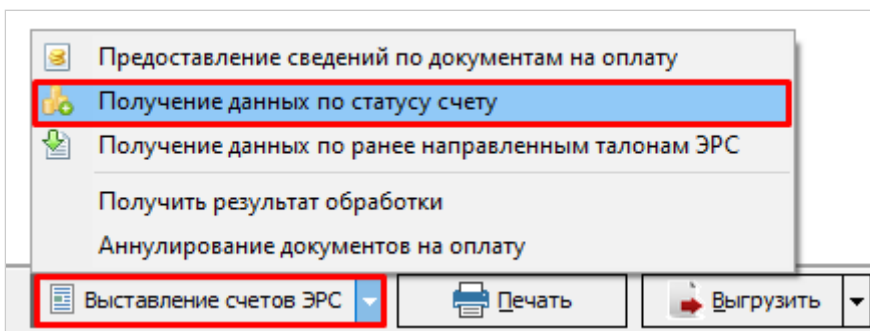 Предоставление сведений по документам на оплату
Получение данных по статусу счету
Получение данных по ранее направленным талонам ЭРС
Получить результат обработки
Аннулирование документов на оплату
Выставление счетов ЭРС
Печать
Выгрузить